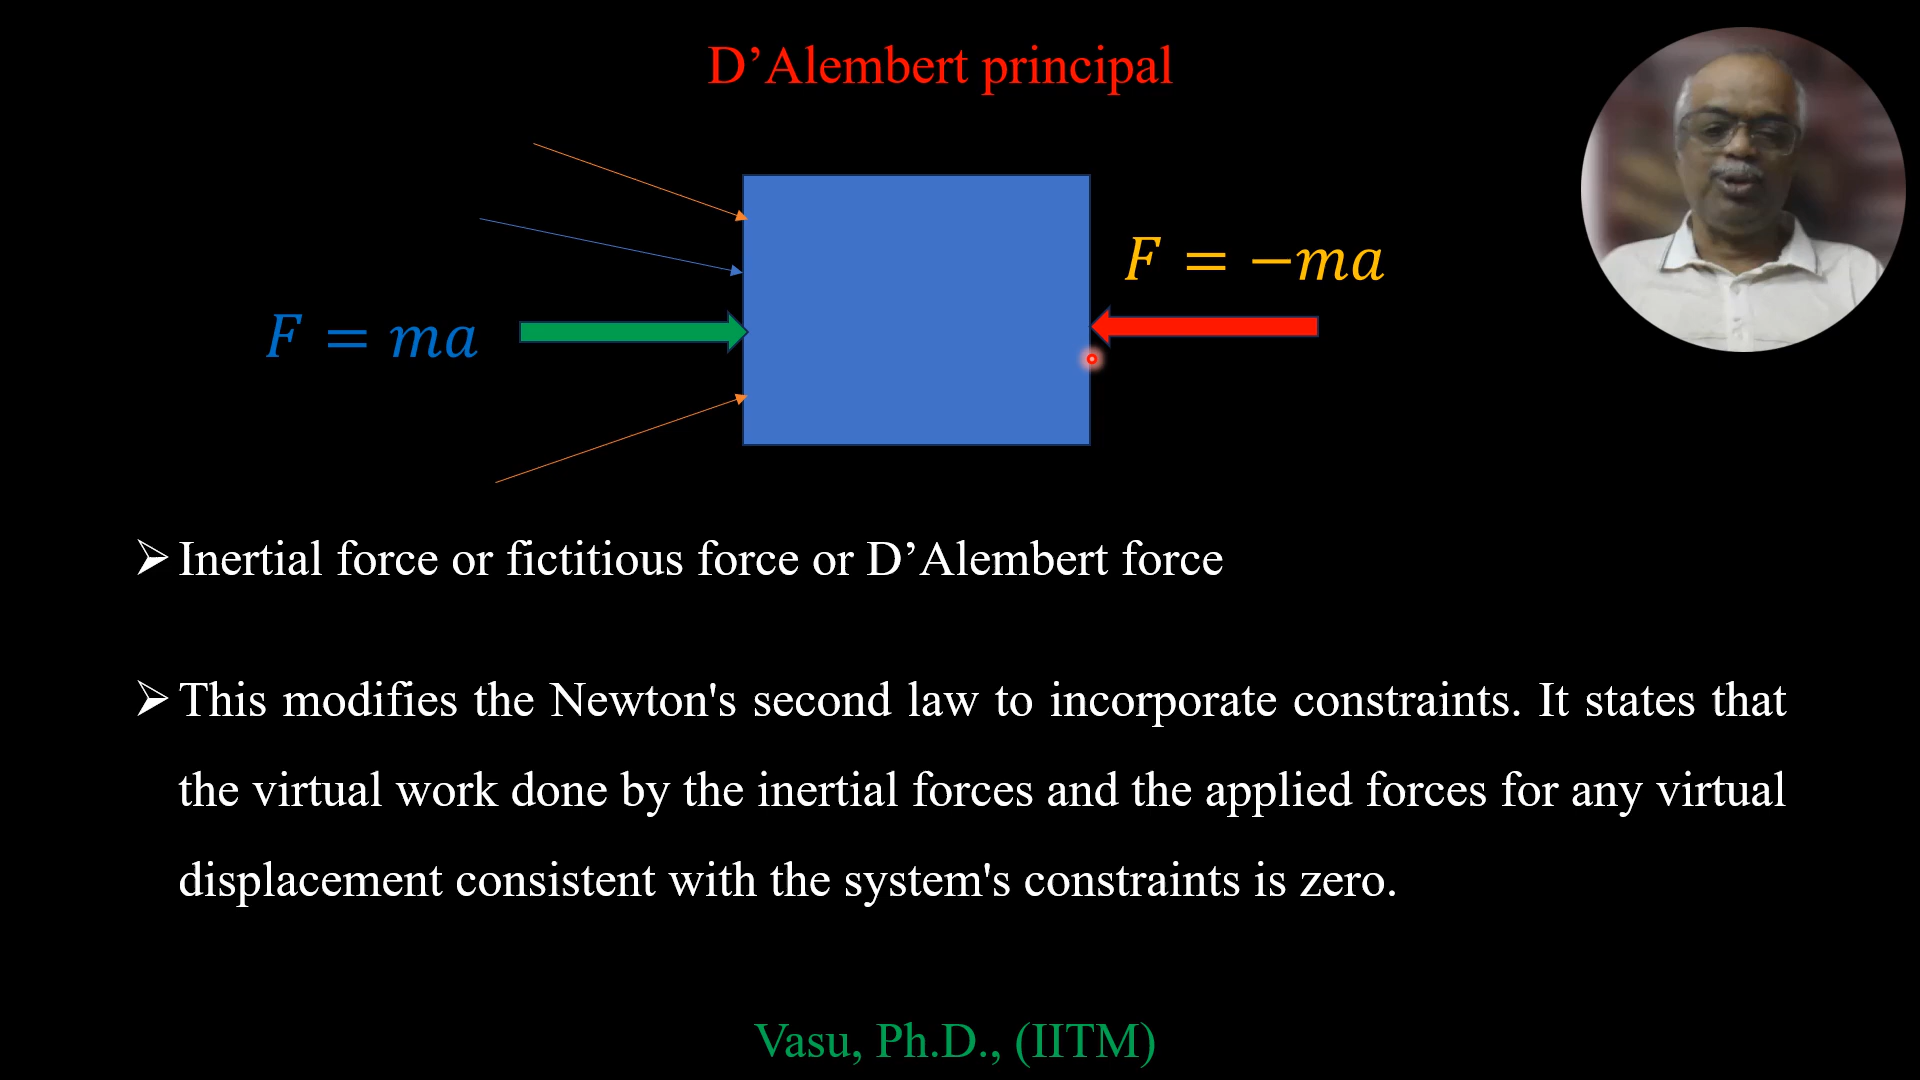 D’Alembert principal
F = −ma
F = ma
➢ Inertial force or fictitious force or D’Alembert force
➢ This modifies the Newton's second law to incorporate constraints. It states that
the virtual work done by the inertial forces and the applied forces for any virtual
displacement consistent with the system's constraints is zero.
Vasu, Ph.D., (IITM)